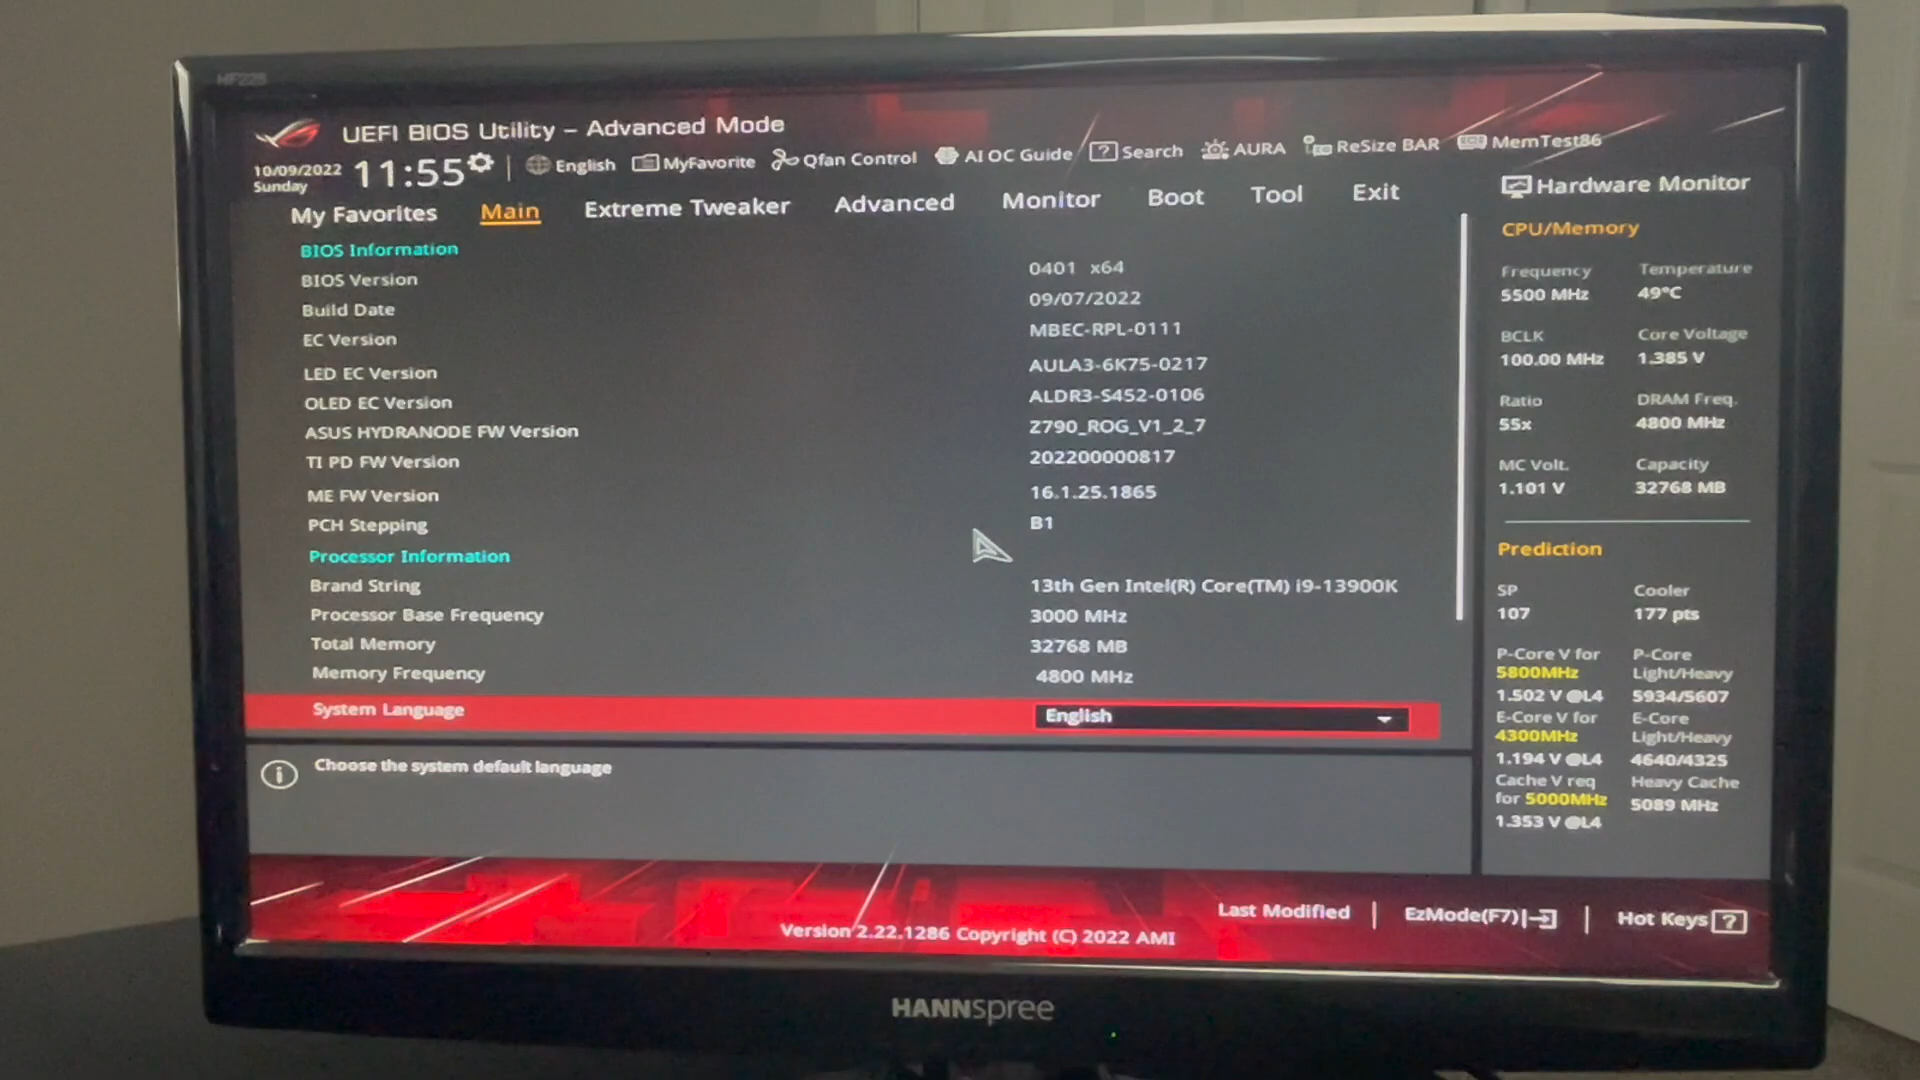 HF225
UEFI BIOS Utility – Advanced Mode
10/09/2022
Sunday
11:55
English
MyFavorite
Qfan Control
AI OC Guide
? Search
AURA
ReSize BAR
MemTest86
My Favorites
Main
Extreme Tweaker
Advanced
Monitor
Boot
Tool
Exit
BIOS Information
BIOS Version 0401 x64
Build Date 09/07/2022
EC Version MBEC-RPL-0111
LED EC Version AULA3-6K75-0217
OLED EC Version ALDR3-S452-0106
ASUS HYDRANODE FW Version Z790_ROG_V1_2_7
TI PD FW Version 202200000817
ME FW Version 16.1.25.1865
PCH Stepping B1
Processor Information
Brand String 13th Gen Intel(R) Core(TM) i9-13900K
Processor Base Frequency 3000 MHz
Total Memory 32768 MB
Memory Frequency 4800 MHz
System Language English
Choose the system default language
Hardware Monitor
CPU/Memory
Frequency Temperature
5500 MHz 49°C
BCLK Core Voltage
100.00 MHz 1.385 V
Ratio DRAM Freq.
55x 4800 MHz
MC Volt. Capacity
1.101 V 32768 MB
Prediction
SP Cooler
107 177 pts
P-Core V for P-Core
5800MHz Light/Heavy
1.502 V @L4 5934/5607
E-Core V for E-Core
4300MHz Light/Heavy
1.194 V @L4 4640/4325
Cache V req Heavy Cache
for 5000MHz 5089 MHz
1.353 V @L4
Last Modified
EzMode(F7)
Hot Keys ?
Version 2.22.1286 Copyright (C) 2022 AMI
HANNspree